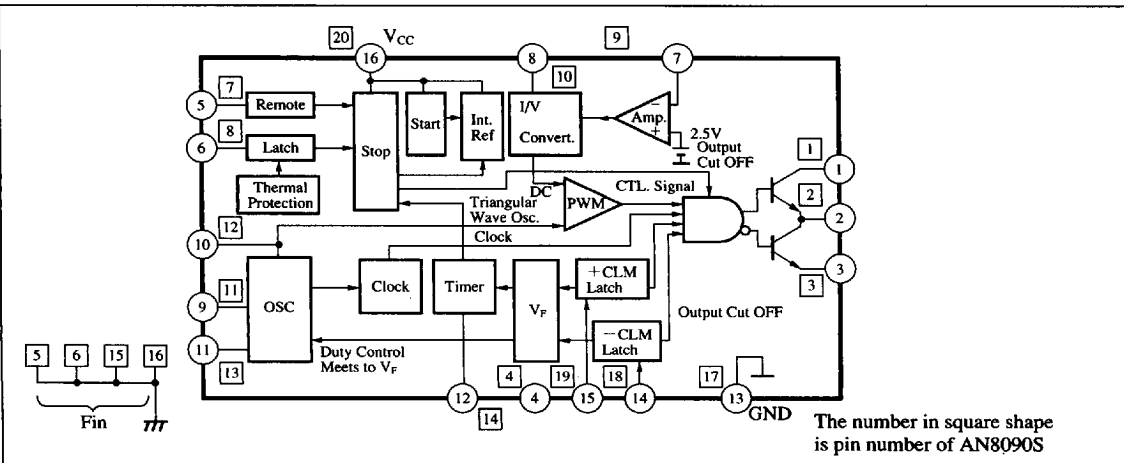 20 VCC 9
16 8 7
7 10
5 Remote I/V
Start Int.
Ref
− Amp. +
8 Convert.
6 Latch Stop
2.5V
Output
Cut OFF
1
1
Thermal
Protection
DC
CTL. Signal
2
PWM
2
Triangular
Wave Osc.
12
10
Clock
3
3
11
9
OSC
Clock
Timer
VF
+CLM
Latch
Output Cut OFF
−CLM
Latch
11
13
Duty Control
Meets to VF
5 6 15 16
Fin
4 19 18 17
12 4 15 14 13
14
GND
The number in square shape
is pin number of AN8090S